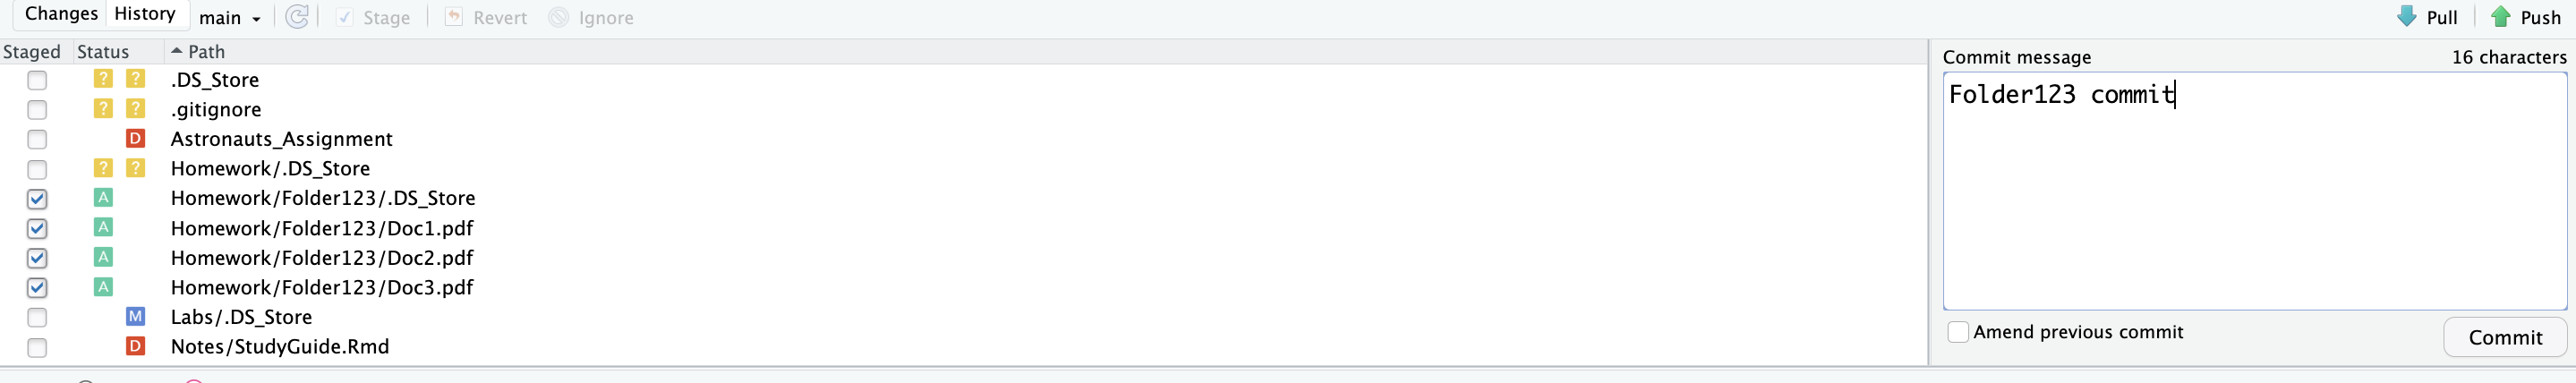 Changes History main Stage Revert Ignore Pull Push
Staged Status Path
? ? .DS_Store
? ? .gitignore
D Astronauts_Assignment
? ? Homework/.DS_Store
A Homework/Folder123/.DS_Store
A Homework/Folder123/Doc1.pdf
A Homework/Folder123/Doc2.pdf
A Homework/Folder123/Doc3.pdf
M Labs/.DS_Store
D Notes/StudyGuide.Rmd
Commit message 16 characters
Folder123 commit
Amend previous commit Commit